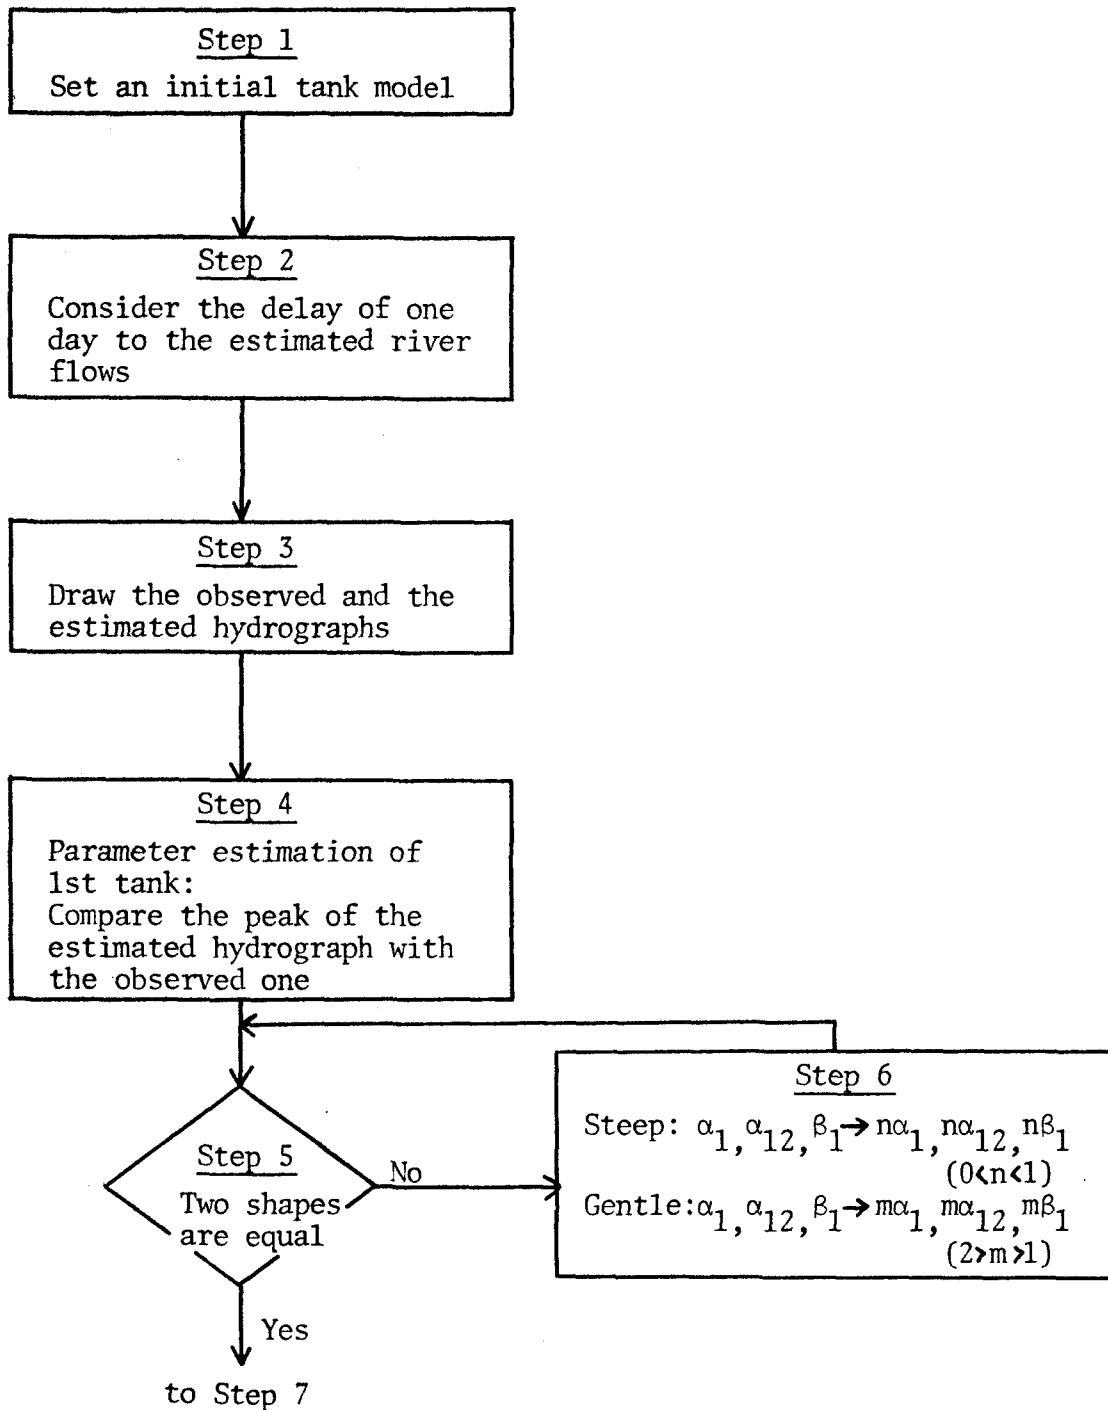 Step 1
Set an initial tank model
Step 2
Consider the delay of one
day to the estimated river
flows
Step 3
Draw the observed and the
estimated hydrographs
Step 4
Parameter estimation of
1st tank:
Compare the peak of the
estimated hydrograph with
the observed one
Step 5
Two shapes
are equal
No
Step 6
Steep: α₁, α₁₂, β₁→nα₁, nα₁₂, nβ₁
(0<n<1)
Gentle:α₁, α₁₂, β₁→mα₁, mα₁₂, mβ₁
(2>m>1)
Yes
to Step 7